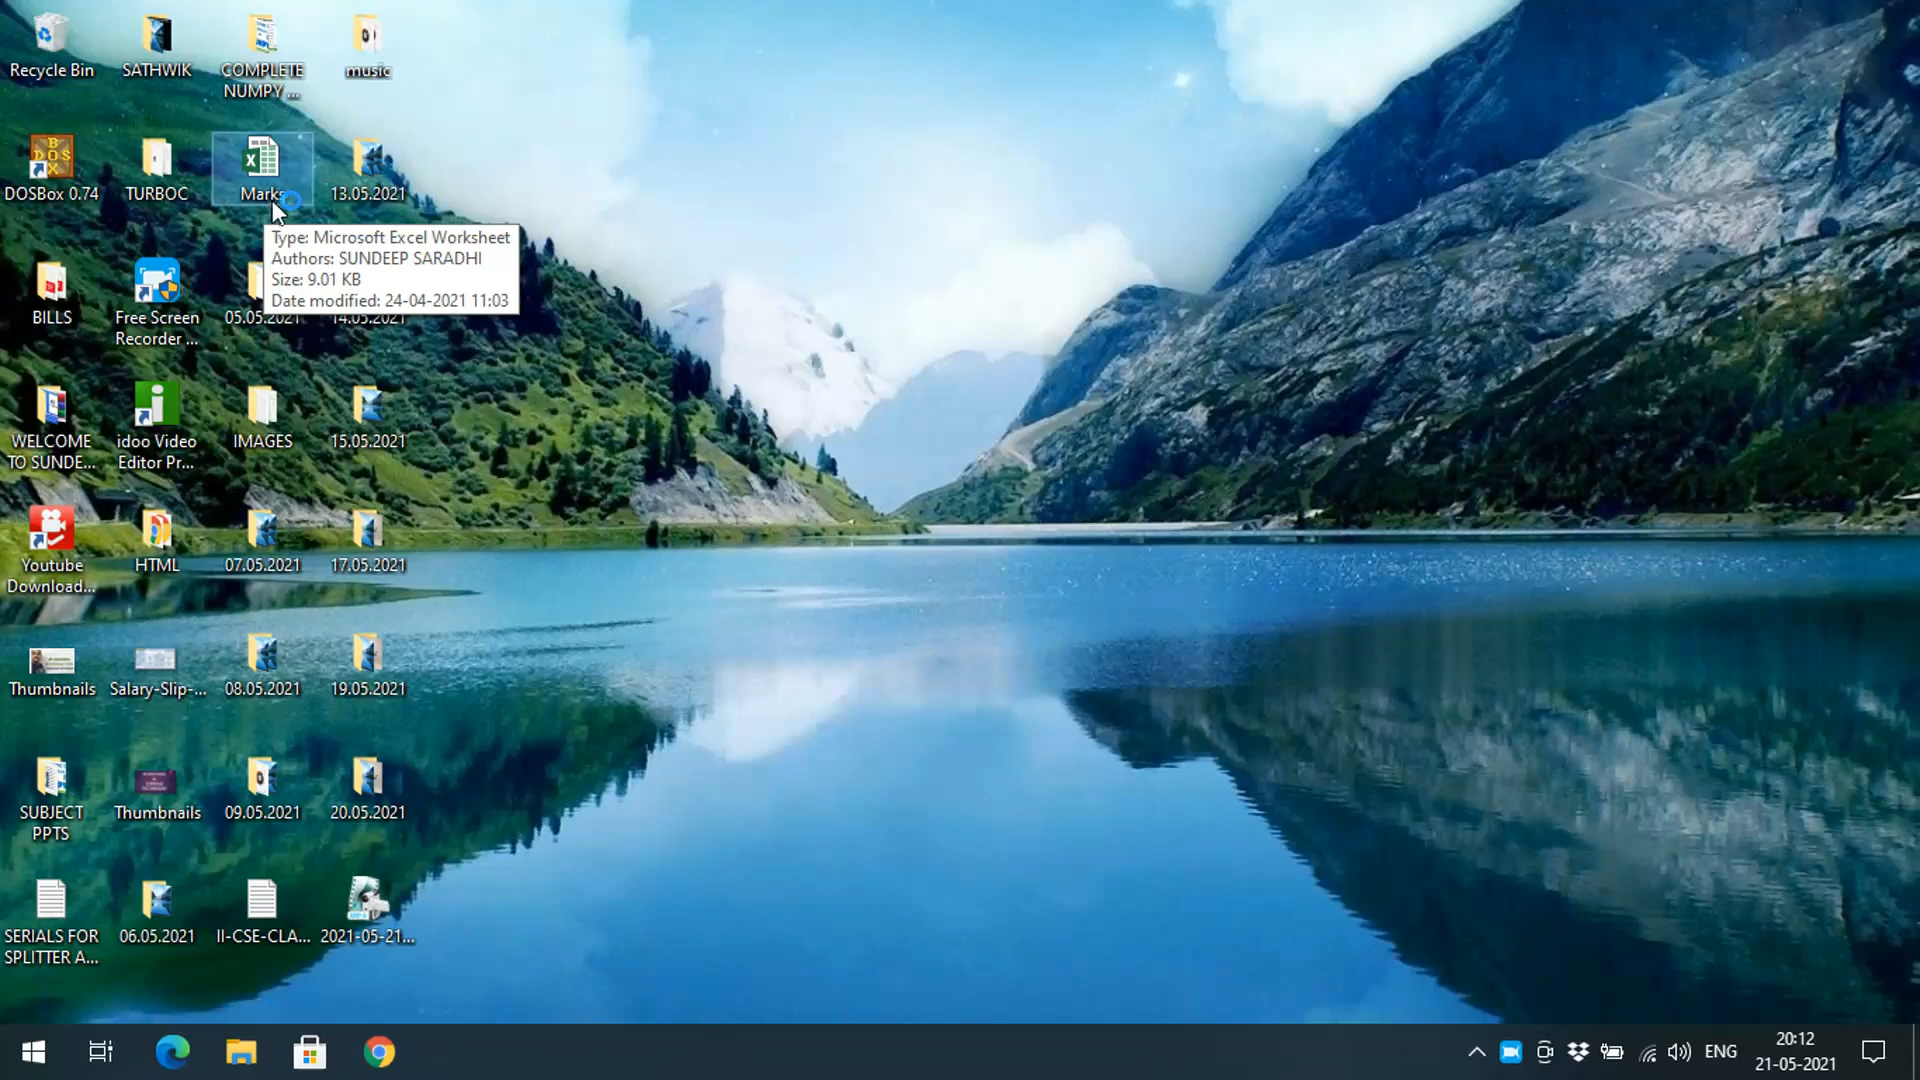 Recycle Bin
SATHWIK
COMPLETE
NUMPY ...
music
DOSBox 0.74
TURBOC
Marks
13.05.2021
Type: Microsoft Excel Worksheet
Authors: SUNDEEP SARADHI
Size: 9.01 KB
Date modified: 24-04-2021 11:03
BILLS
Free Screen
Recorder ...
05.05.2021
14.05.2021
WELCOME
TO SUNDE...
idoo Video
Editor Pr...
IMAGES
15.05.2021
Youtube
Download...
HTML
07.05.2021
17.05.2021
Thumbnails
Salary-Slip-...
08.05.2021
19.05.2021
SUBJECT
PPTS
Thumbnails
09.05.2021
20.05.2021
SERIALS FOR
SPLITTER A...
06.05.2021
II-CSE-CLA...
2021-05-21...
ENG
20:12
21-05-2021